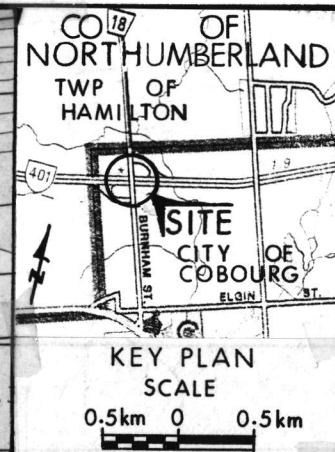 CO OF
18
NORTHUMBERLAND
TWP OF
HAMILTON
401
19
SITE
BURNHAM ST.
CITY OF
COBOURG
ELGIN ST.
N
KEY PLAN
SCALE
0.5km 0 0.5km